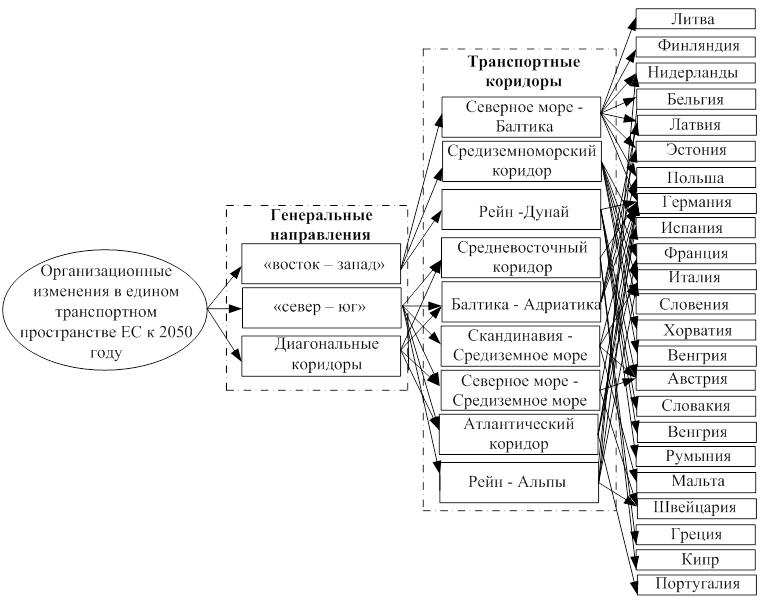 Организационные
изменения в едином
транспортном
пространстве ЕС к 2050
году
Генеральные
направления
«восток – запад»
«север – юг»
Диагональные
коридоры
Транспортные
коридоры
Северное море -
Балтика
Средиземноморский
коридор
Рейн -Дунай
Средневосточный
коридор
Балтика - Адриатика
Скандинавия -
Средиземное море
Северное море -
Средиземное море
Атлантический
коридор
Рейн - Альпы
Литва
Финляндия
Нидерланды
Бельгия
Латвия
Эстония
Польша
Германия
Испания
Франция
Италия
Словения
Хорватия
Венгрия
Австрия
Словакия
Венгрия
Румыния
Мальта
Швейцария
Греция
Кипр
Португалия